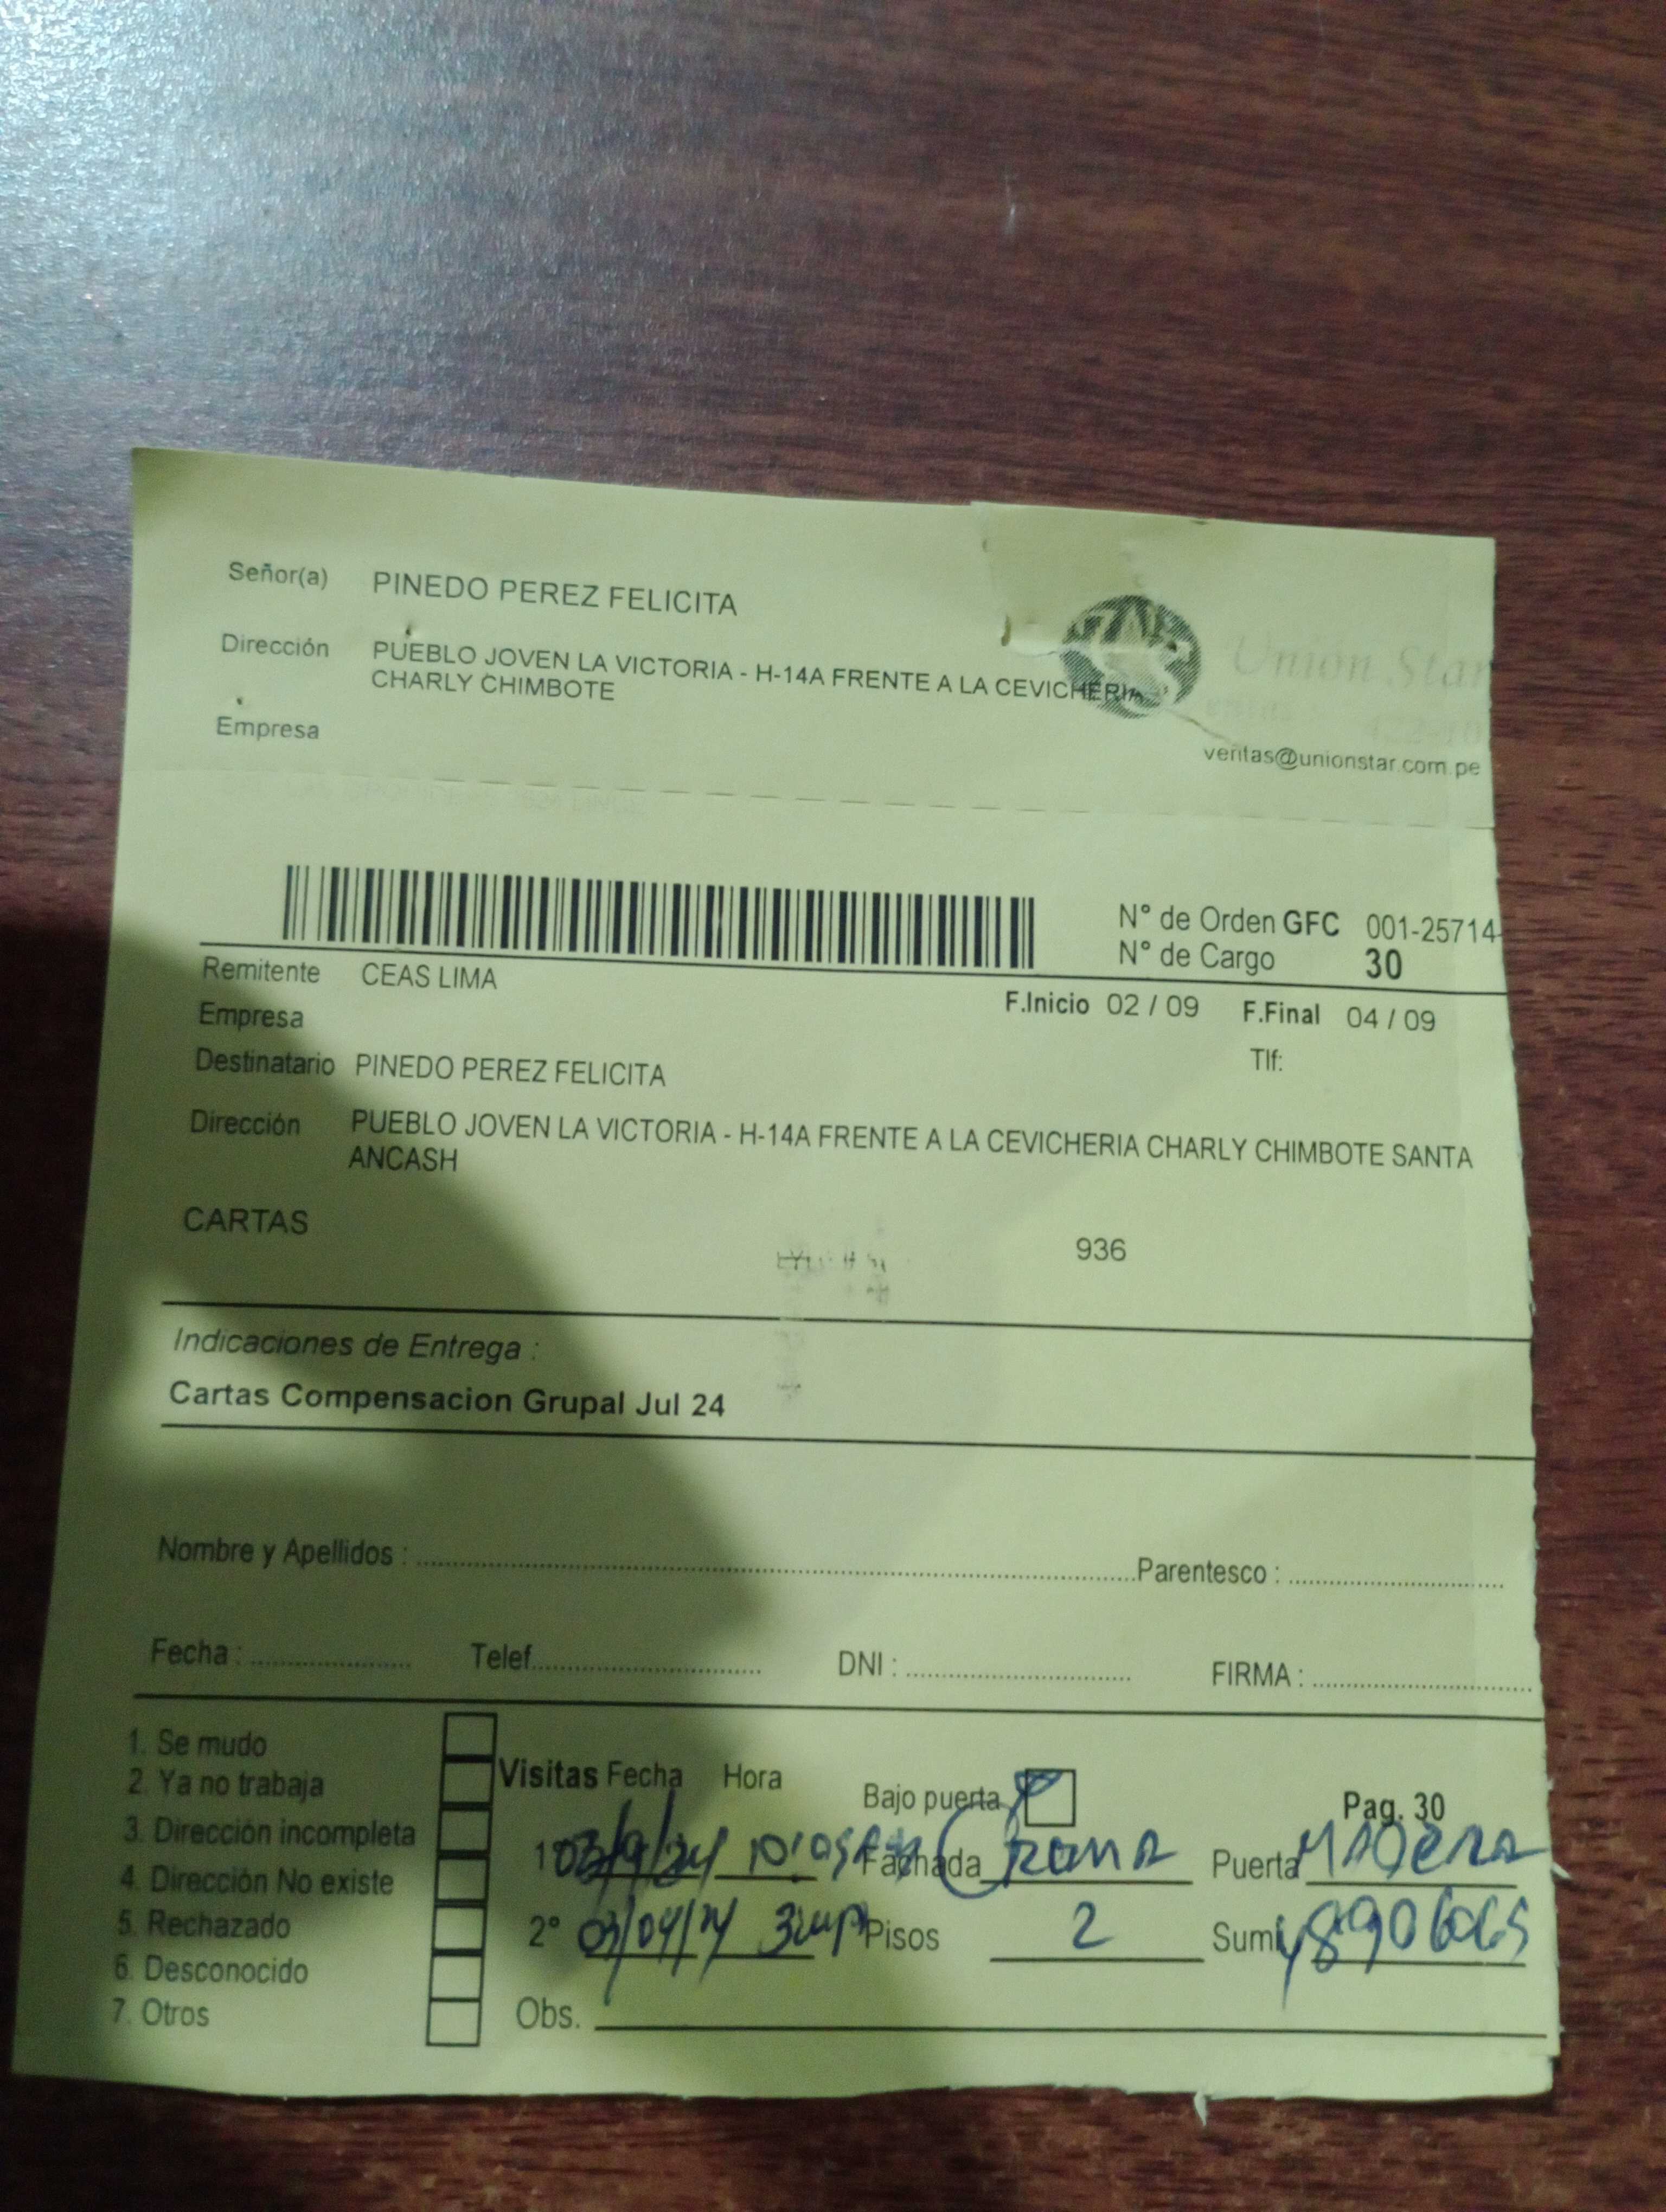 Señor(a) PINEDO PEREZ FELICITA
Dirección PUEBLO JOVEN LA VICTORIA - H-14A FRENTE A LA CEVICHERIA
CHARLY CHIMBOTE
Union Star
Empresa
veritas@unionstar.com.pe
N° de Orden GFC 001-25714-
N° de Cargo 30
Remitente CEAS LIMA
F.Inicio 02 / 09 F.Final 04 / 09
Empresa
Destinatario PINEDO PEREZ FELICITA Tlf:
Dirección PUEBLO JOVEN LA VICTORIA - H-14A FRENTE A LA CEVICHERIA CHARLY CHIMBOTE SANTA
ANCASH
CARTAS 936
Indicaciones de Entrega :
Cartas Compensacion Grupal Jul 24
Nombre y Apellidos : Parentesco :
Fecha : Telef. DNI : FIRMA :
1. Se mudo
2. Ya no trabaja
3. Dirección incompleta
4. Dirección No existe
5. Rechazado
6. Desconocido
7. Otros
Visitas Fecha Hora Bajo puerta Pag. 30
1 03/9/24 Fachada Puerta MADERA
2° Pisos 2 Sumi
Obs.